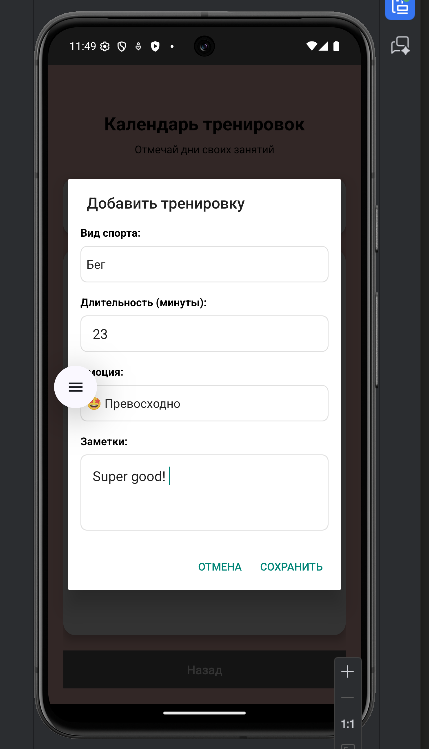 11:49
Календарь тренировок
Отмечай дни своих занятий
Добавить тренировку
Вид спорта:
Бег
Длительность (минуты):
23
моция:
🤩 Превосходно
Заметки:
Super good!
ОТМЕНА СОХРАНИТЬ
Назад
1:1